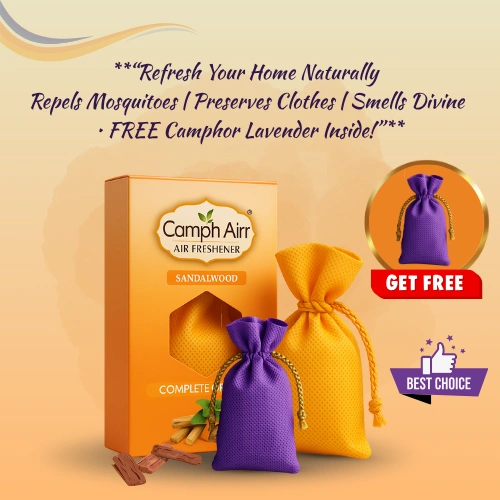 **“Refresh Your Home Naturally
Repels Mosquitoes | Preserves Clothes | Smells Divine
• FREE Camphor Lavender Inside!”**
Camph Airr®
AIR FRESHENER
SANDALWOOD
COMPLETE
GET FREE
BEST CHOICE